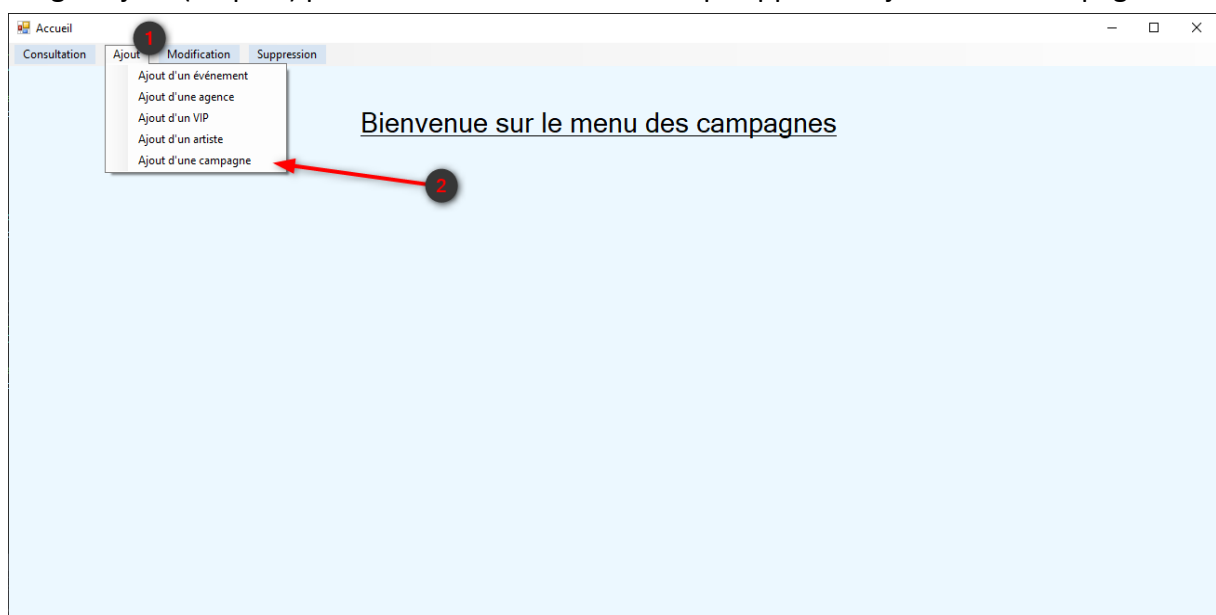 Accueil
1
Consultation Ajout Modification Suppression
Ajout d'un événement
Ajout d'une agence
Ajout d'un VIP
Ajout d'un artiste
Ajout d'une campagne
Bienvenue sur le menu des campagnes
2